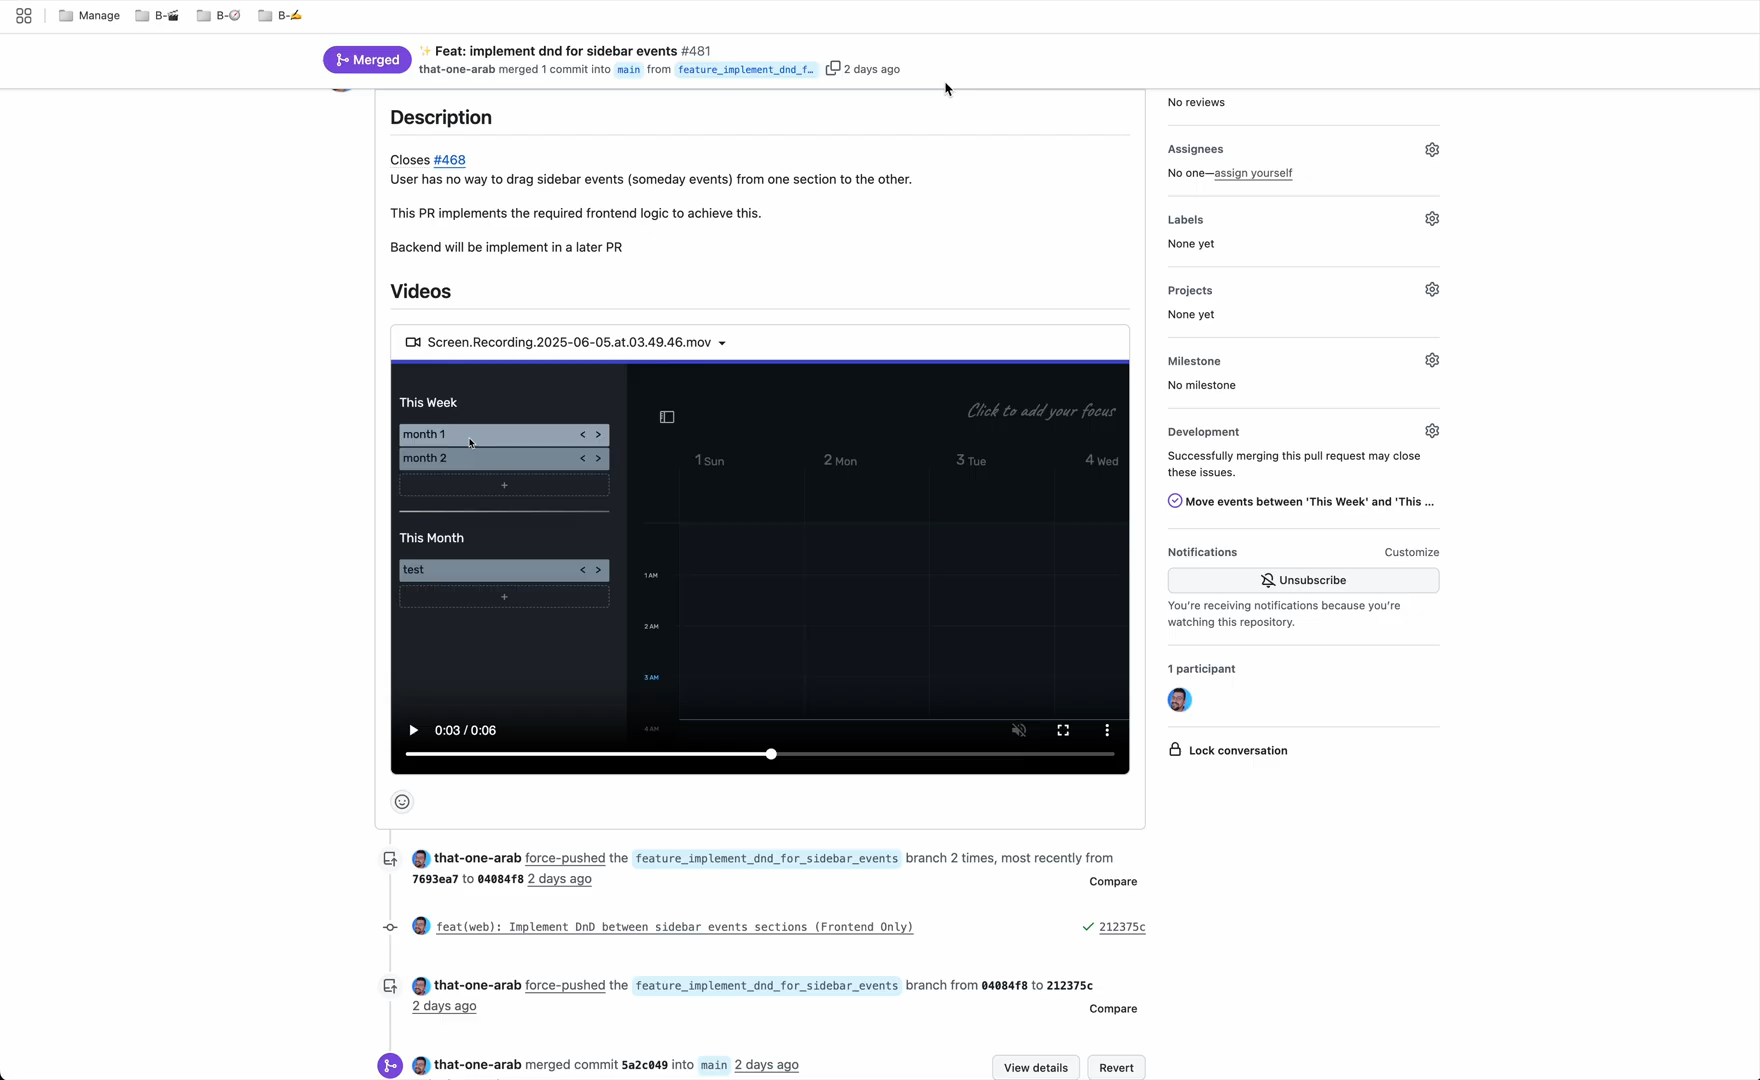 Manage
B-🎬
B-🧭
B-✍️
Merged
✨ Feat: implement dnd for sidebar events #481
that-one-arab merged 1 commit into main from feature_implement_dnd_f… 2 days ago
Description
Closes #468
User has no way to drag sidebar events (someday events) from one section to the other.
This PR implements the required frontend logic to achieve this.
Backend will be implement in a later PR
Videos
Screen.Recording.2025-06-05.at.03.49.46.mov
This Week
month 1 < >
month 2 < >
+
This Month
test < >
+
Click to add your focus
1 Sun 2 Mon 3 Tue 4 Wed
1 AM
2 AM
3 AM
4 AM
0:03 / 0:06
that-one-arab force-pushed the feature_implement_dnd_for_sidebar_events branch 2 times, most recently from
7693ea7 to 04084f8 2 days ago
Compare
feat(web): Implement DnD between sidebar events sections (Frontend Only) 212375c
that-one-arab force-pushed the feature_implement_dnd_for_sidebar_events branch from 04084f8 to 212375c
2 days ago
Compare
that-one-arab merged commit 5a2c049 into main 2 days ago
View details
Revert
No reviews
Assignees
No one—assign yourself
Labels
None yet
Projects
None yet
Milestone
No milestone
Development
Successfully merging this pull request may close
these issues.
Move events between 'This Week' and 'This ...
Notifications
Customize
Unsubscribe
You're receiving notifications because you're
watching this repository.
1 participant
Lock conversation